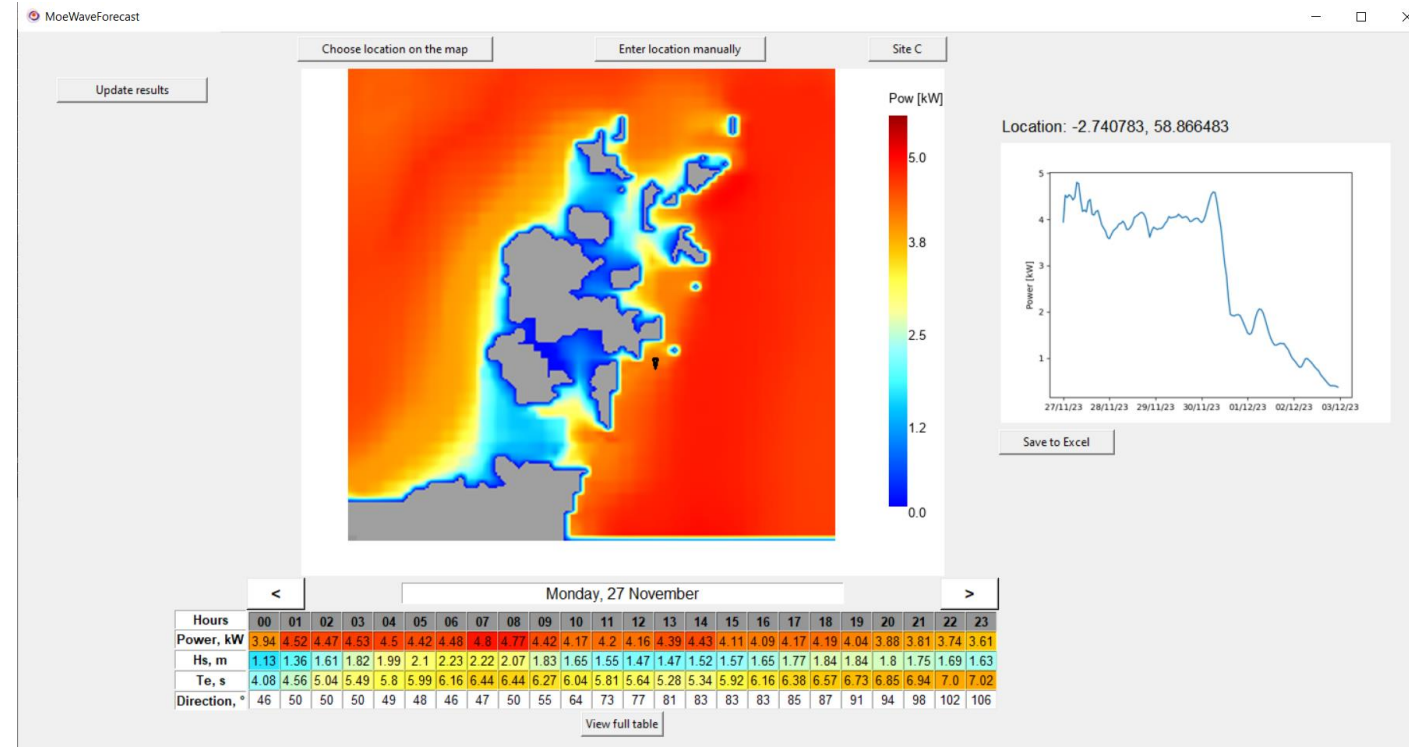 MoeWaveForecast
Choose location on the map
Enter location manually
Site C
Update results
Pow [kW]
5.0
3.8
2.5
1.2
0.0
Location: -2.740783, 58.866483
Power [kW]
5
4
3
2
1
27/11/23 28/11/23 29/11/23 30/11/23 01/12/23 02/12/23 03/12/23
Save to Excel
< Monday, 27 November >
Hours 00 01 02 03 04 05 06 07 08 09 10 11 12 13 14 15 16 17 18 19 20 21 22 23
Power, kW 3.94 4.52 4.47 4.53 4.5 4.42 4.48 4.8 4.77 4.42 4.17 4.2 4.16 4.39 4.43 4.11 4.09 4.17 4.19 4.04 3.88 3.81 3.74 3.61
Hs, m 1.13 1.36 1.61 1.82 1.99 2.1 2.23 2.22 2.07 1.83 1.65 1.55 1.47 1.47 1.52 1.57 1.65 1.77 1.84 1.84 1.8 1.75 1.69 1.63
Te, s 4.08 4.56 5.04 5.49 5.8 5.99 6.16 6.44 6.44 6.27 6.04 5.81 5.64 5.28 5.34 5.92 6.16 6.38 6.57 6.73 6.85 6.94 7.0 7.02
Direction, ° 46 50 50 50 49 48 46 47 50 55 64 73 77 81 83 83 83 85 87 91 94 98 102 106
View full table